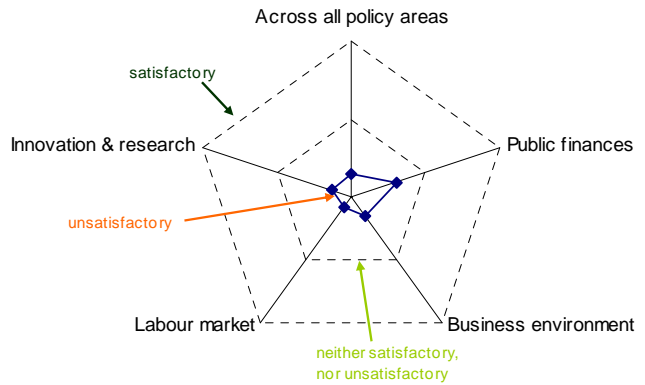 Across all policy areas
satisfactory
Innovation & research
Public finances
unsatisfactory
Labour market
Business environment
neither satisfactory,
nor unsatisfactory